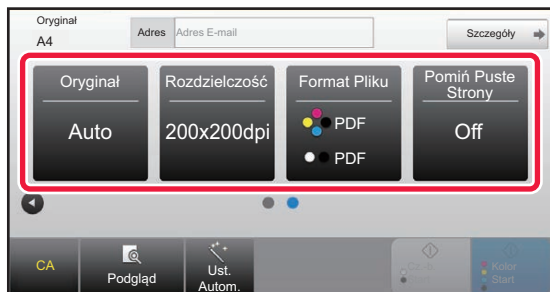 Oryginał
A4
Adres
Adres E-mail
Szczegóły
Oryginał
Auto
Rozdzielczość
200x200dpi
Format Pliku
PDF
PDF
Pomiń Puste
Strony
Off
CA
Podgląd
Ust.
Autom.
Kolor
Start